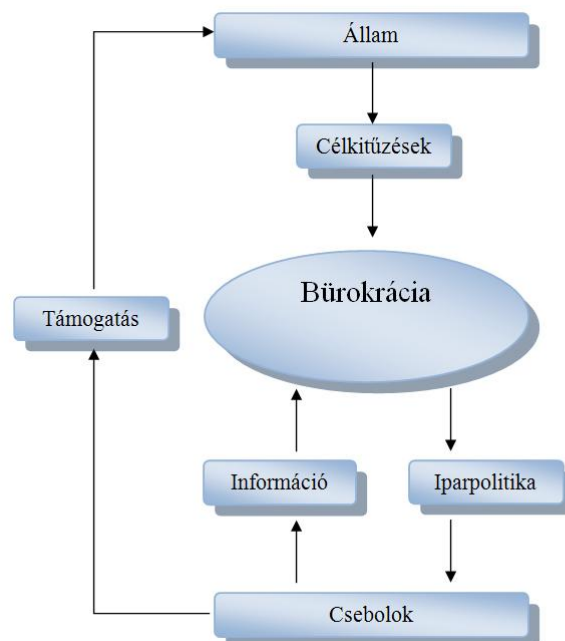 Állam
Célkitűzések
Bürokrácia
Támogatás
Információ
Iparpolitika
Csebolok